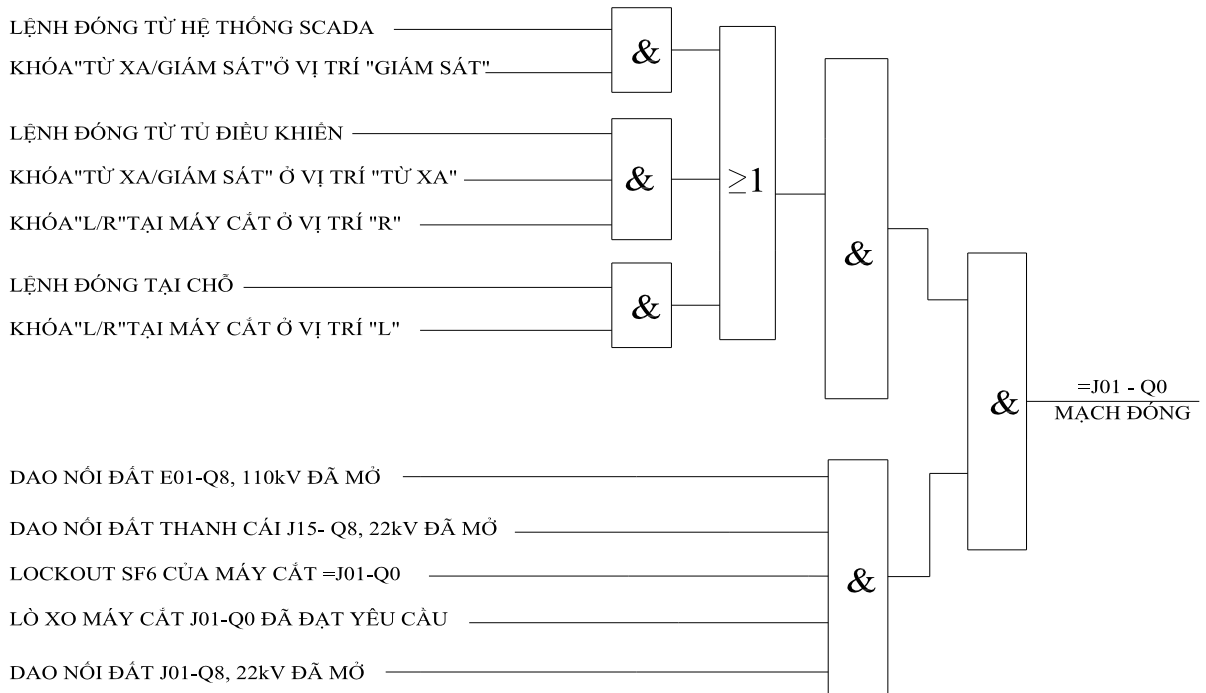 LỆNH ĐÓNG TỪ HỆ THỐNG SCADA
&
KHÓA"TỪ XA/GIÁM SÁT"Ở VỊ TRÍ "GIÁM SÁT"
LỆNH ĐÓNG TỪ TỦ ĐIỀU KHIỂN
KHÓA"TỪ XA/GIÁM SÁT" Ở VỊ TRÍ "TỪ XA"
&
≥1
KHÓA"L/R"TẠI MÁY CẮT Ở VỊ TRÍ "R"
&
LỆNH ĐÓNG TẠI CHỖ
&
KHÓA"L/R"TẠI MÁY CẮT Ở VỊ TRÍ "L"
&
=J01 - Q0
MẠCH ĐÓNG
DAO NỐI ĐẤT E01-Q8, 110kV ĐÃ MỞ
DAO NỐI ĐẤT THANH CÁI J15- Q8, 22kV ĐÃ MỞ
LOCKOUT SF6 CỦA MÁY CẮT =J01-Q0
&
LÒ XO MÁY CẮT J01-Q0 ĐÃ ĐẠT YÊU CẦU
DAO NỐI ĐẤT J01-Q8, 22kV ĐÃ MỞ